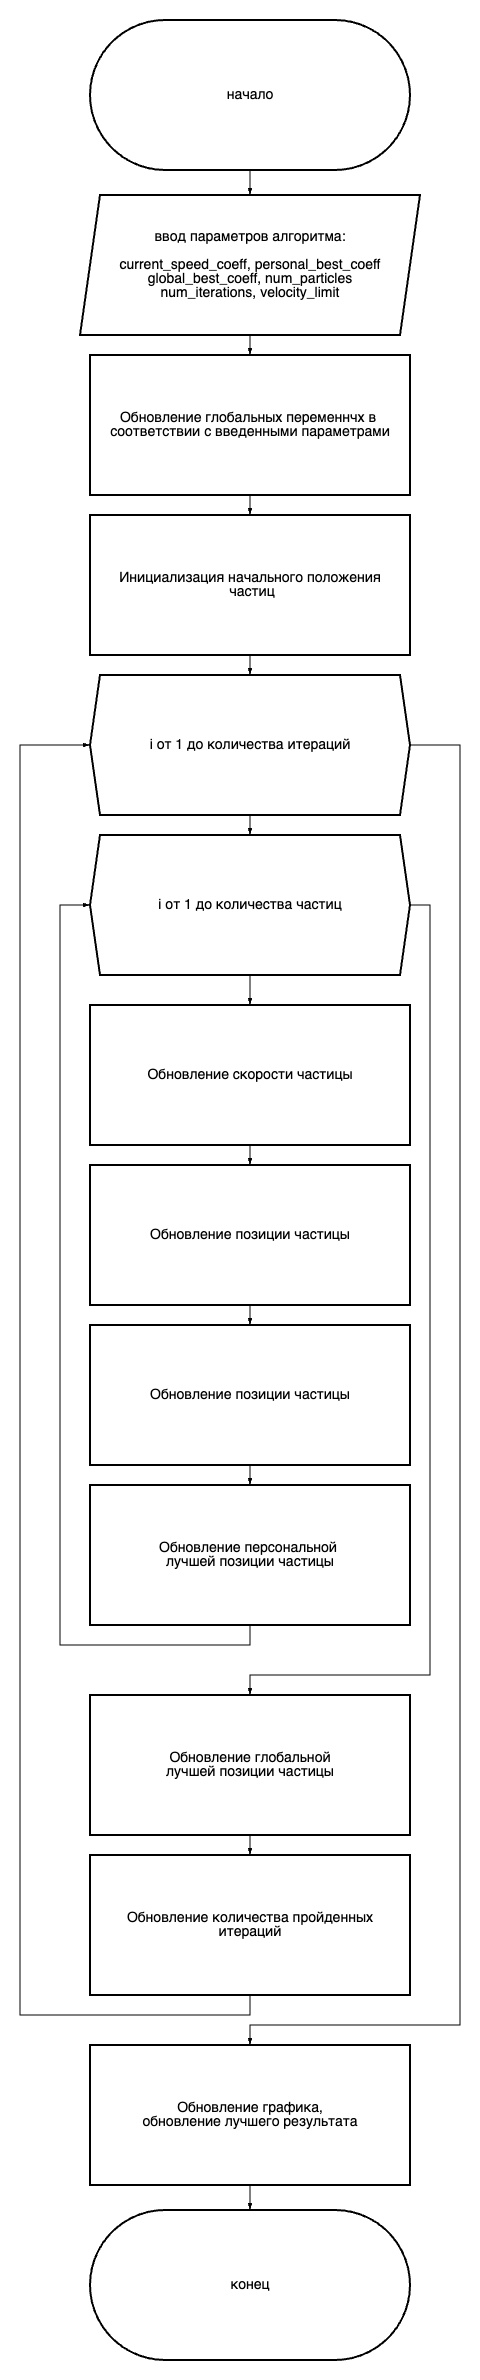 начало
ввод параметров алгоритма:
current_speed_coeff, personal_best_coeff
global_best_coeff, num_particles
num_iterations, velocity_limit
Обновление глобальных переменнчх в
соответствии с введенными параметрами
Инициализация начального положения
частиц
i от 1 до количества итераций
i от 1 до количества частиц
Обновление скорости частицы
Обновление позиции частицы
Обновление позиции частицы
Обновление персональной
лучшей позиции частицы
Обновление глобальной
лучшей позиции частицы
Обновление количества пройденных
итераций
Обновление графика,
обновление лучшего результата
конец